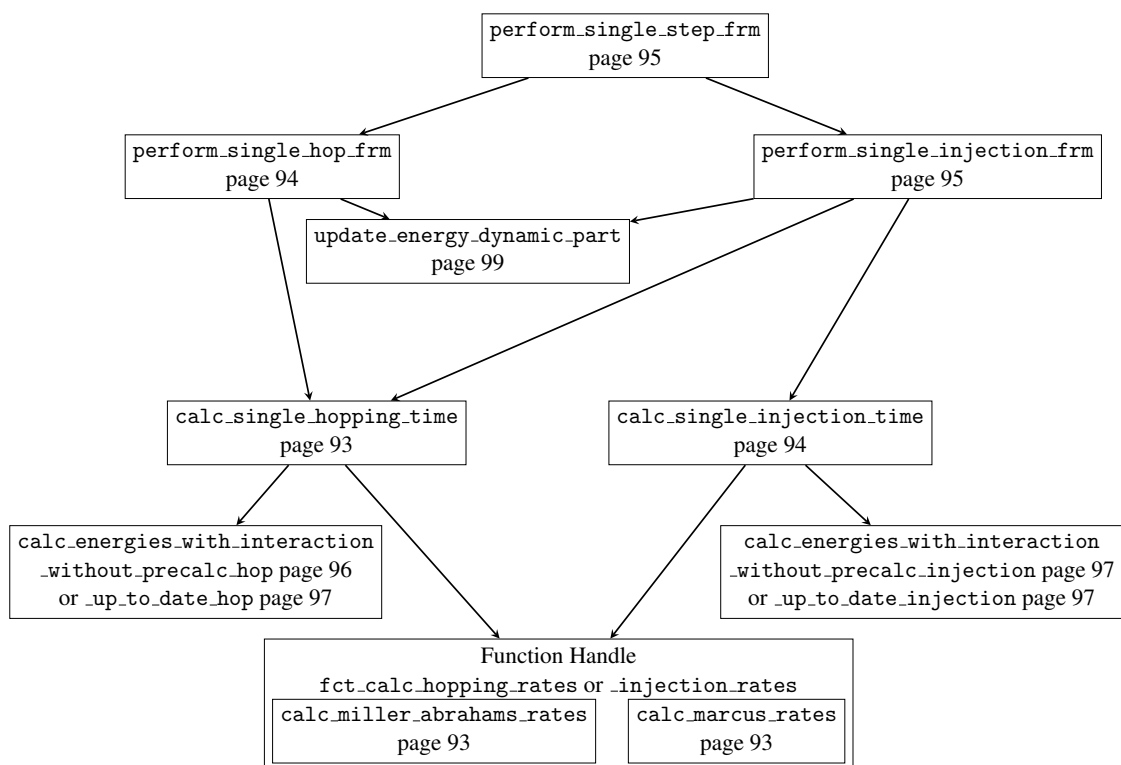 perform_single_step_frm
page 95
perform_single_hop_frm
page 94
perform_single_injection_frm
page 95
update_energy_dynamic_part
page 99
calc_single_hopping_time
page 93
calc_single_injection_time
page 94
calc_energies_with_interaction
_without_precalc_hop page 96
or _up_to_date_hop page 97
calc_energies_with_interaction
_without_precalc_injection page 97
or _up_to_date_injection page 97
Function Handle
fct_calc_hopping_rates or _injection_rates
calc_miller_abrahams_rates
page 93
calc_marcus_rates
page 93